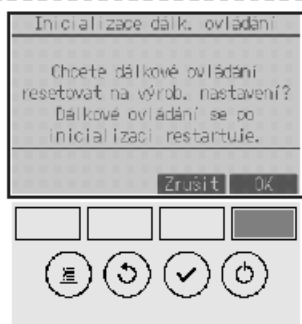 Inicializace dálk. ovládání
Chcete dálkové ovládání
resetovat na výrob. nastavení?
Dálkové ovládání se po
inicializaci restartuje.
Zrušit OK